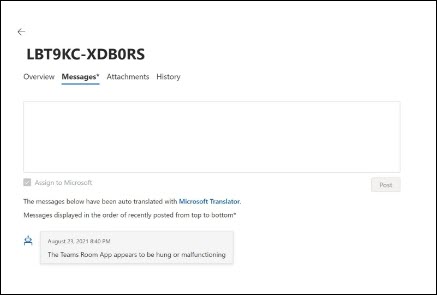 LBT9KC-XDB0RS
Overview Messages* Attachments History
Assign to Microsoft
Post
The messages below have been auto translated with Microsoft Translator.
Messages displayed in the order of recently posted from top to bottom*
August 23, 2021 8:40 PM
The Teams Room App appears to be hung or malfunctioning